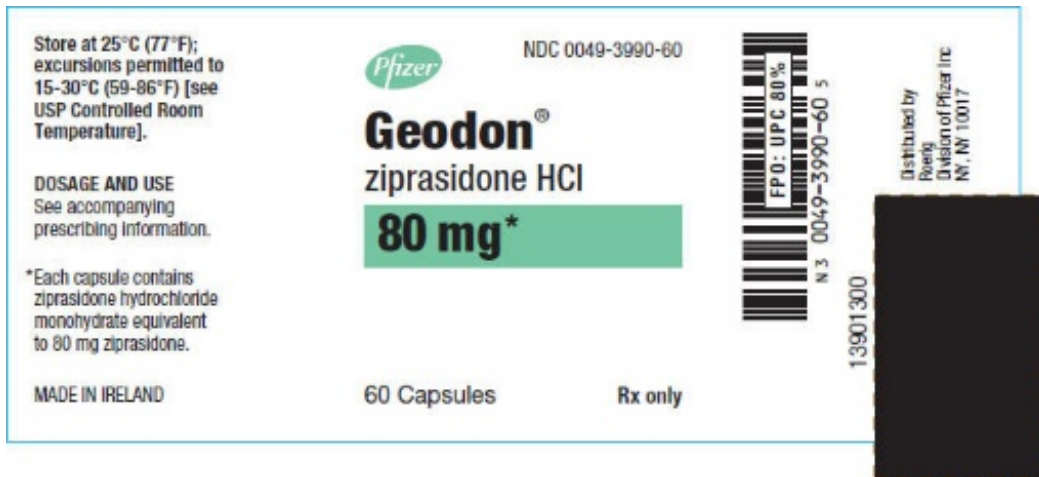 Store at 25°C (77°F);
excursions permitted to
15-30°C (59-86°F) [see
USP Controlled Room
Temperature].
DOSAGE AND USE
See accompanying
prescribing information.
*Each capsule contains
ziprasidone hydrochloride
monohydrate equivalent
to 80 mg ziprasidone.
MADE IN IRELAND
Pfizer
NDC 0049-3990-60
Geodon®
ziprasidone HCl
80 mg*
60 Capsules
Rx only
FPO: UPC 80%
N3 0049-3990-60 5
13901300
Distributed by
Roerig
Division of Pfizer Inc
NY, NY 10017